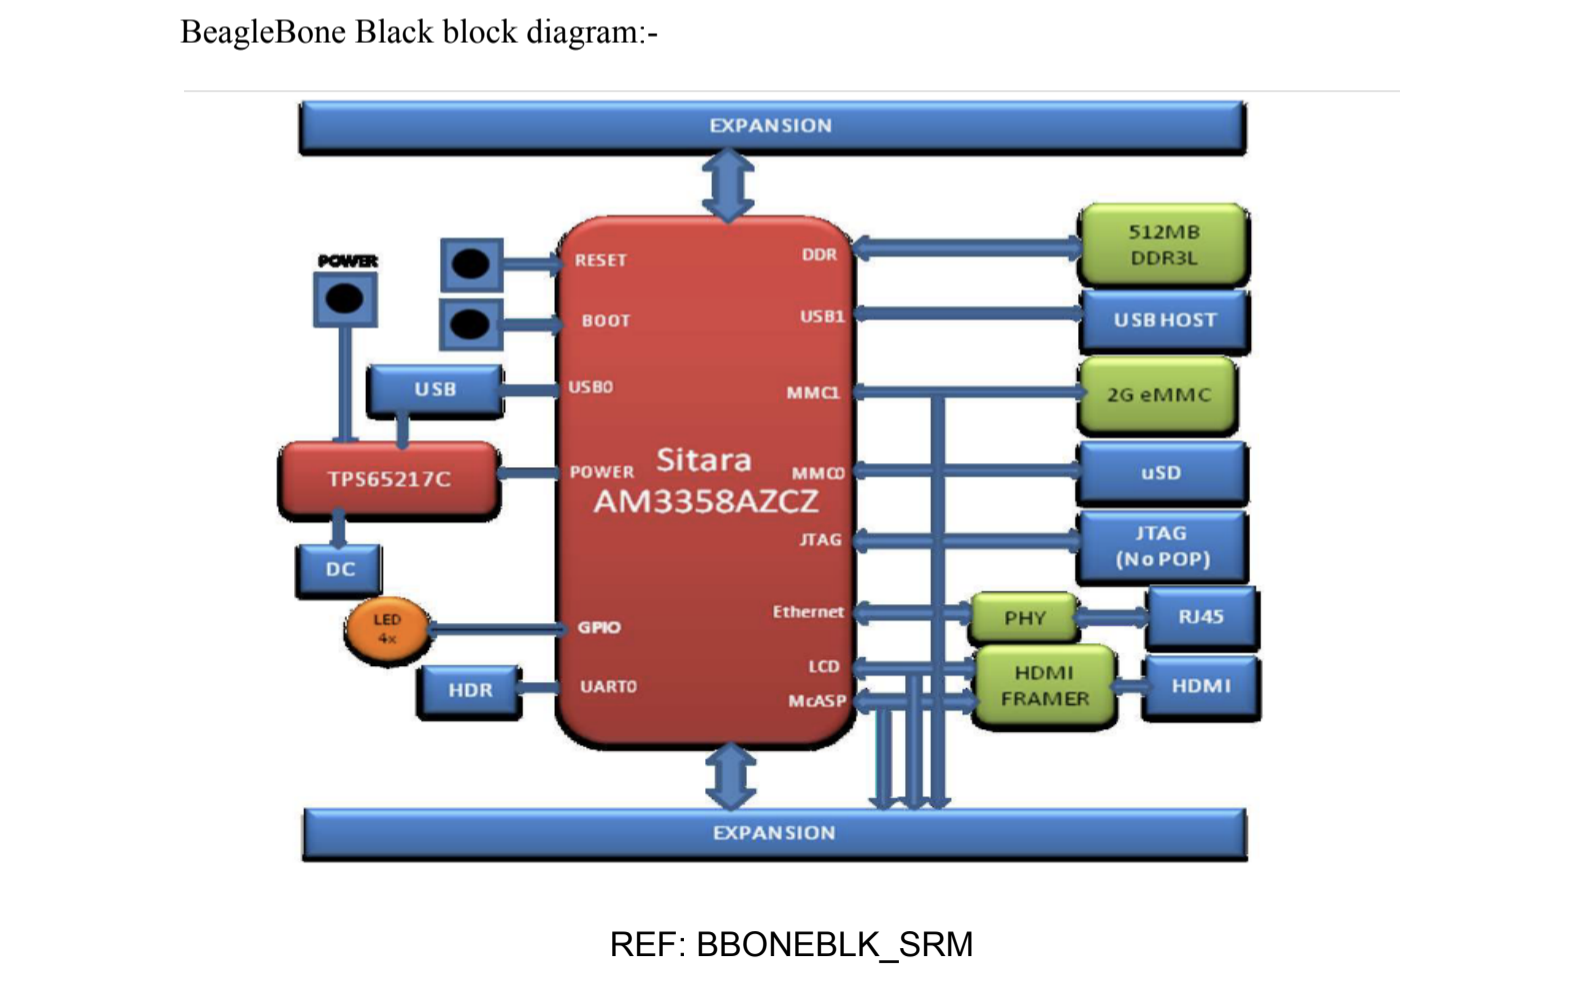 BeagleBone Black block diagram:-
EXPANSION
POWER
RESET
BOOT
USB
USB0
TPS65217C
POWER
DC
LED
4x
GPIO
HDR
UART0
Sitara
AM3358AZCZ
DDR
512MB
DDR3L
USB1
USB HOST
MMC1
2G eMMC
MMC0
uSD
JTAG
JTAG
(No POP)
Ethernet
PHY
RJ45
LCD
McASP
HDMI
FRAMER
HDMI
EXPANSION
REF: BBONEBLK_SRM